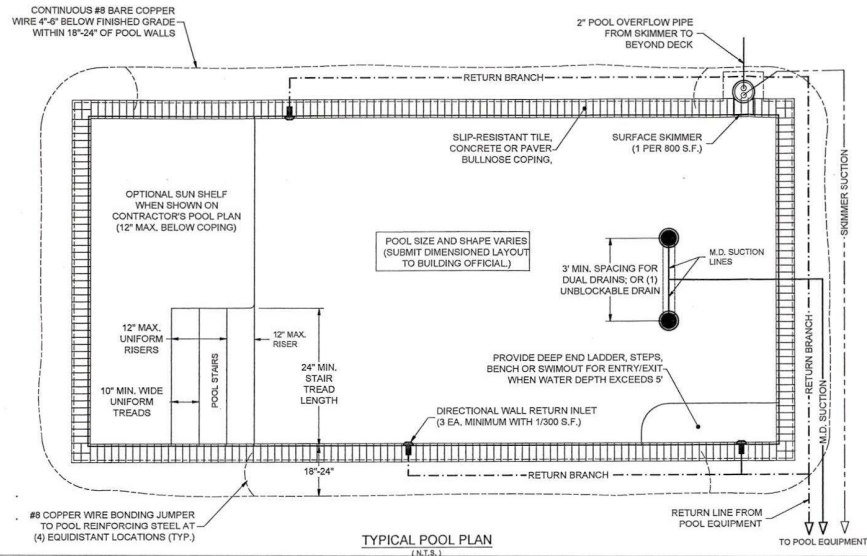 CONTINUOUS #8 BARE COPPER
WIRE 4"-6" BELOW FINISHED GRADE
WITHIN 18"-24" OF POOL WALLS
2" POOL OVERFLOW PIPE
FROM SKIMMER TO
BEYOND DECK
RETURN BRANCH
SLIP-RESISTANT TILE,
CONCRETE OR PAVER
BULLNOSE COPING,
SURFACE SKIMMER
(1 PER 800 S.F.)
SKIMMER SUCTION
OPTIONAL SUN SHELF
WHEN SHOWN ON
CONTRACTOR'S POOL PLAN
(12" MAX. BELOW COPING)
POOL SIZE AND SHAPE VARIES
(SUBMIT DIMENSIONED LAYOUT
TO BUILDING OFFICIAL.)
3' MIN. SPACING FOR
DUAL DRAINS; OR (1)
UNBLOCKABLE DRAIN
M.D. SUCTION
LINES
12" MAX.
UNIFORM
RISERS
12" MAX.
RISER
10" MIN. WIDE
UNIFORM
TREADS
POOL STAIRS
24" MIN.
STAIR
TREAD
LENGTH
PROVIDE DEEP END LADDER, STEPS,
BENCH OR SWIMOUT FOR ENTRY/EXIT
WHEN WATER DEPTH EXCEEDS 5'
RETURN BRANCH
M.D. SUCTION
DIRECTIONAL WALL RETURN INLET
(3 EA. MINIMUM WITH 1/300 S.F.)
18"-24"
RETURN BRANCH
#8 COPPER WIRE BONDING JUMPER
TO POOL REINFORCING STEEL AT
(4) EQUIDISTANT LOCATIONS (TYP.)
RETURN LINE FROM
POOL EQUIPMENT
TO POOL EQUIPMENT
TYPICAL POOL PLAN
( N.T.S. )